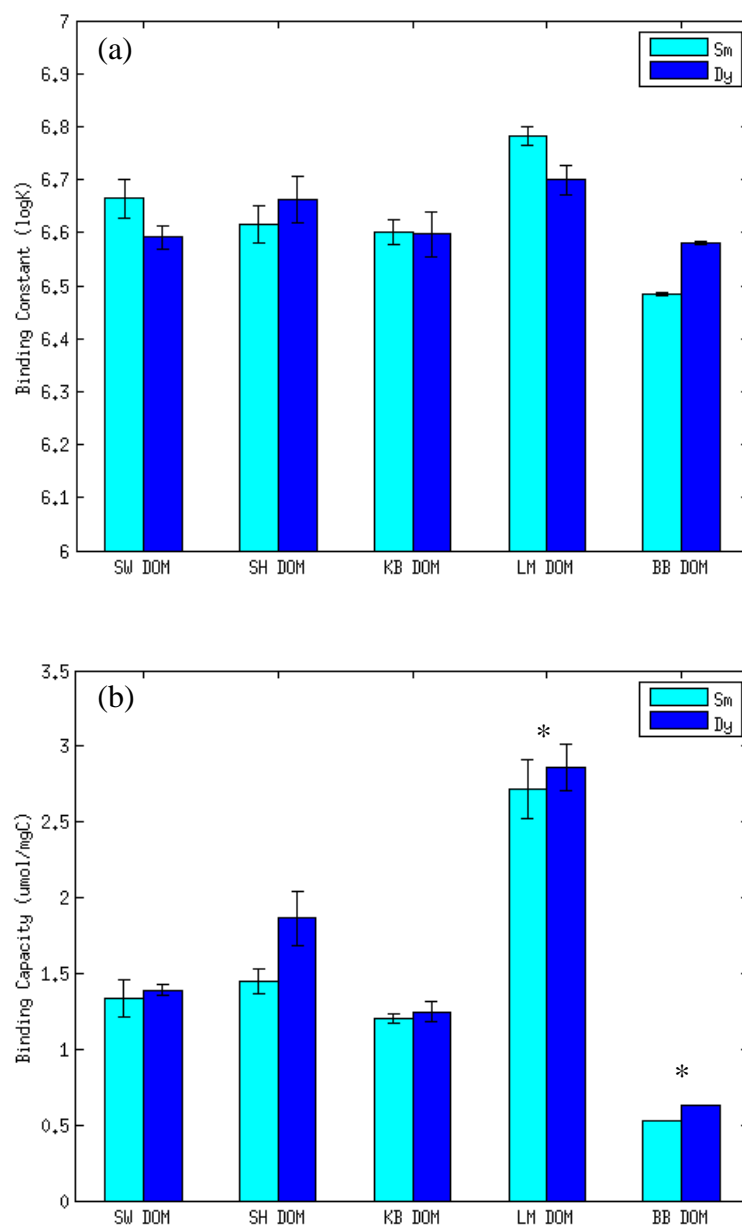 (a)
Sm
Dy
7
6.9
6.8
6.7
6.6
6.5
6.4
6.3
6.2
6.1
6
Binding Constant (logK)
SW DOM SH DOM KB DOM LM DOM BB DOM
(b)
Sm
Dy
3.5
3
2.5
2
1.5
1
0.5
0
Binding Capacity (umol/mgC)
*
*
SW DOM SH DOM KB DOM LM DOM BB DOM